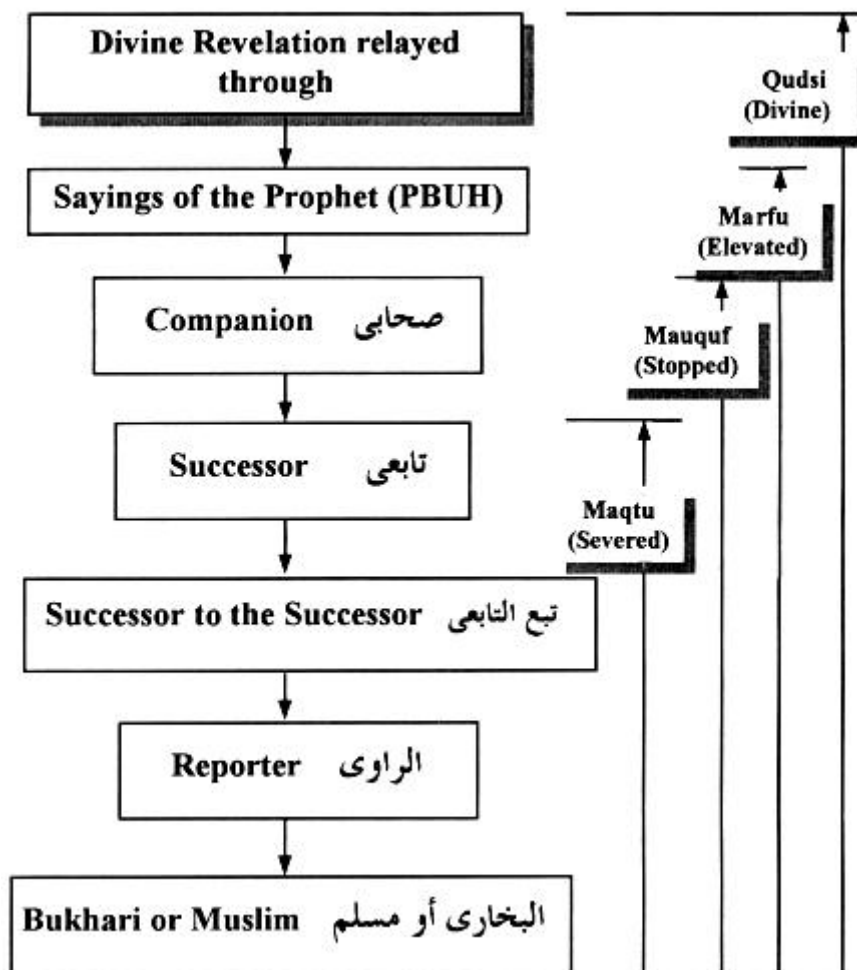 Divine Revelation relayed
through
Sayings of the Prophet (PBUH)
Companion صحابى
Successor تابعى
Successor to the Successor تبع التابعى
Reporter الراوى
Bukhari or Muslim البخارى أو مسلم
Qudsi
(Divine)
Marfu
(Elevated)
Mauquf
(Stopped)
Maqtu
(Severed)